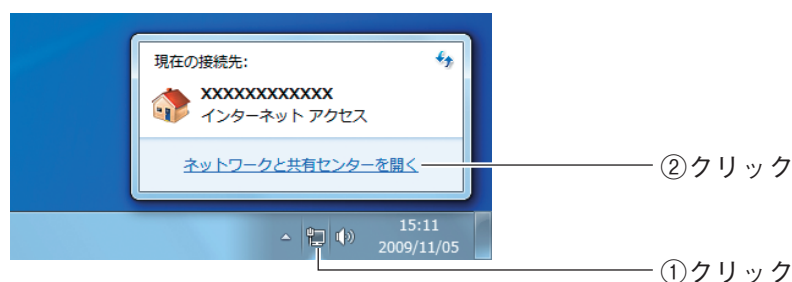 現在の接続先:
XXXXXXXXXXXX
インターネット アクセス
ネットワークと共有センターを開く
②クリック
15:11
2009/11/05
①クリック